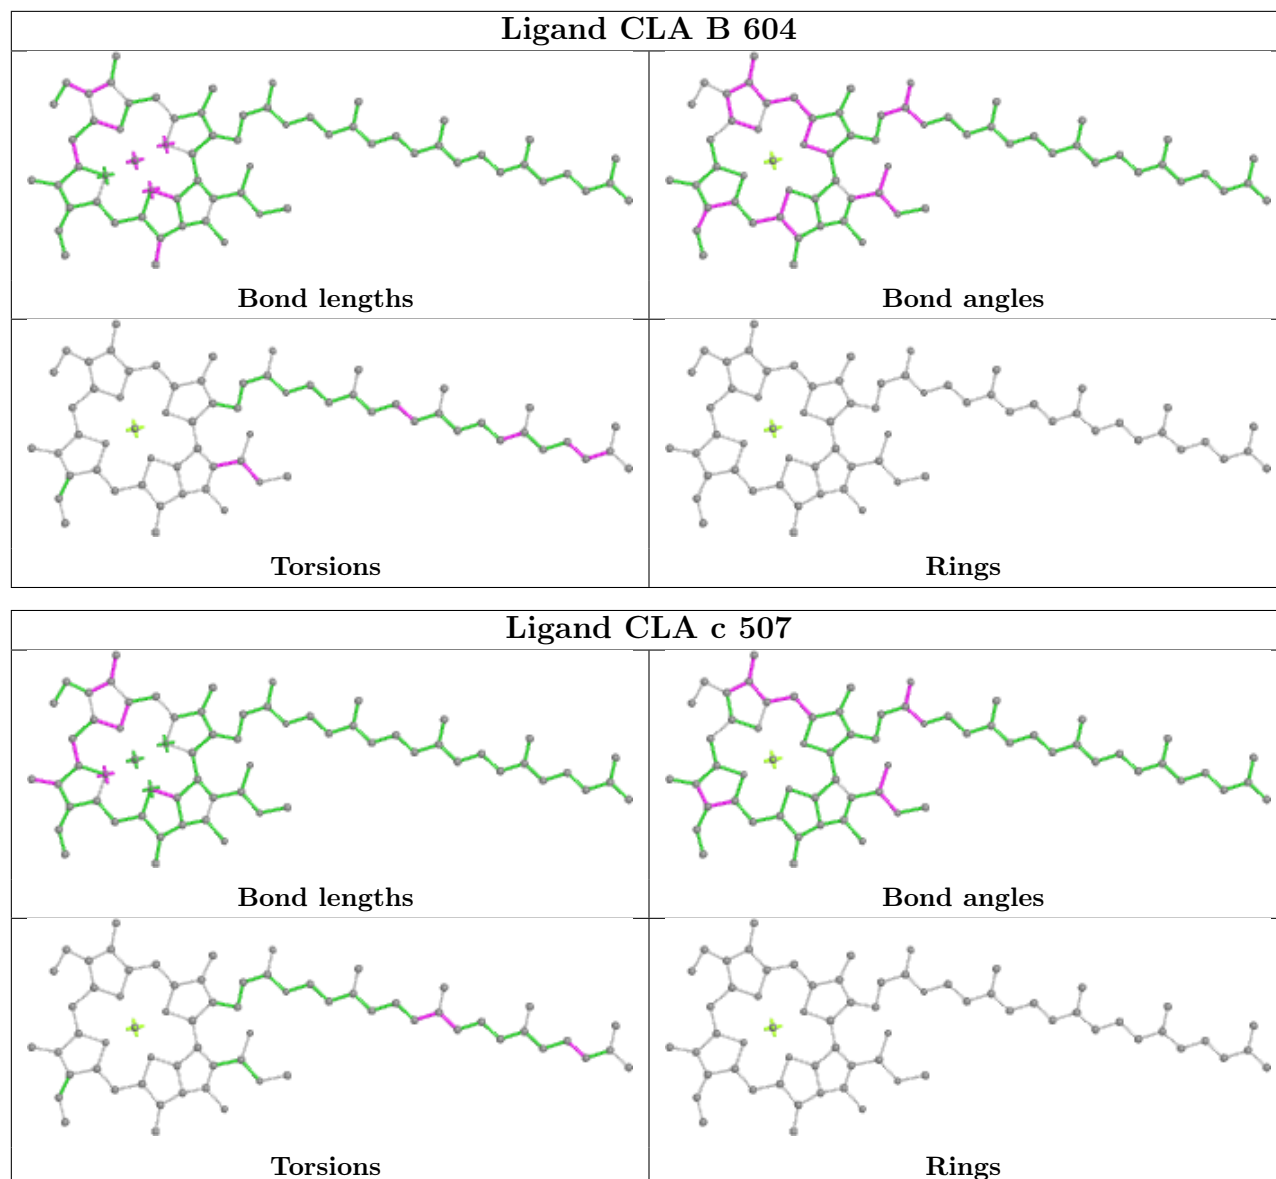 Ligand CLA B 604
Bond lengths
Bond angles
Torsions
Rings
Ligand CLA c 507
Bond lengths
Bond angles
Torsions
Rings